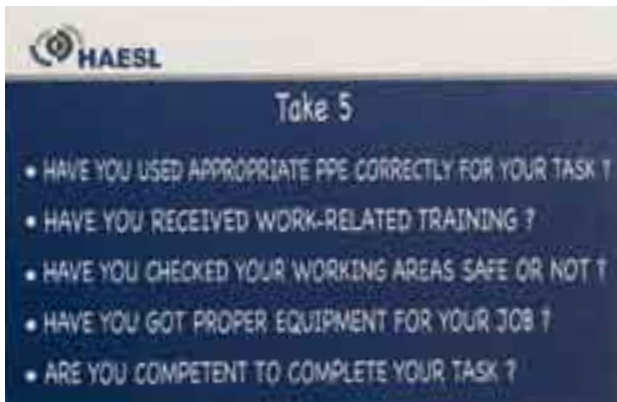 HAESL
Take 5
• HAVE YOU USED APPROPRIATE PPE CORRECTLY FOR YOUR TASK ?
• HAVE YOU RECEIVED WORK-RELATED TRAINING ?
• HAVE YOU CHECKED YOUR WORKING AREAS SAFE OR NOT ?
• HAVE YOU GOT PROPER EQUIPMENT FOR YOUR JOB ?
• ARE YOU COMPETENT TO COMPLETE YOUR TASK ?